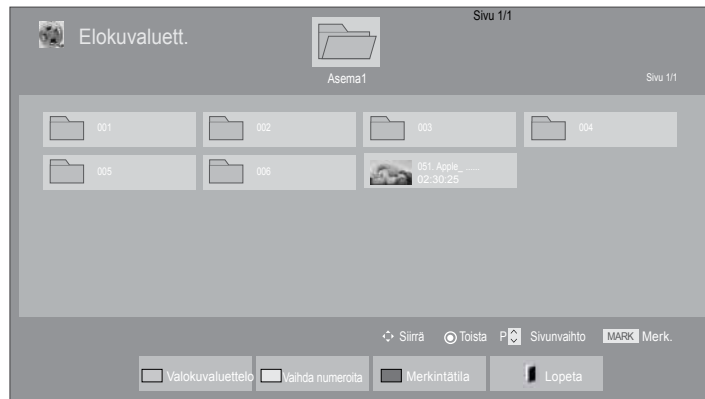 Sivu 1/1
Elokuvaluett.
Asema1
Sivu 1/1
001
002
003
004
005
006
051. Apple_ ......
02:30:25
Siirrä
Toista
P
Sivunvaihto
MARK Merk.
Valokuvaluettelo
Vaihda numeroita
Merkintätila
Lopeta